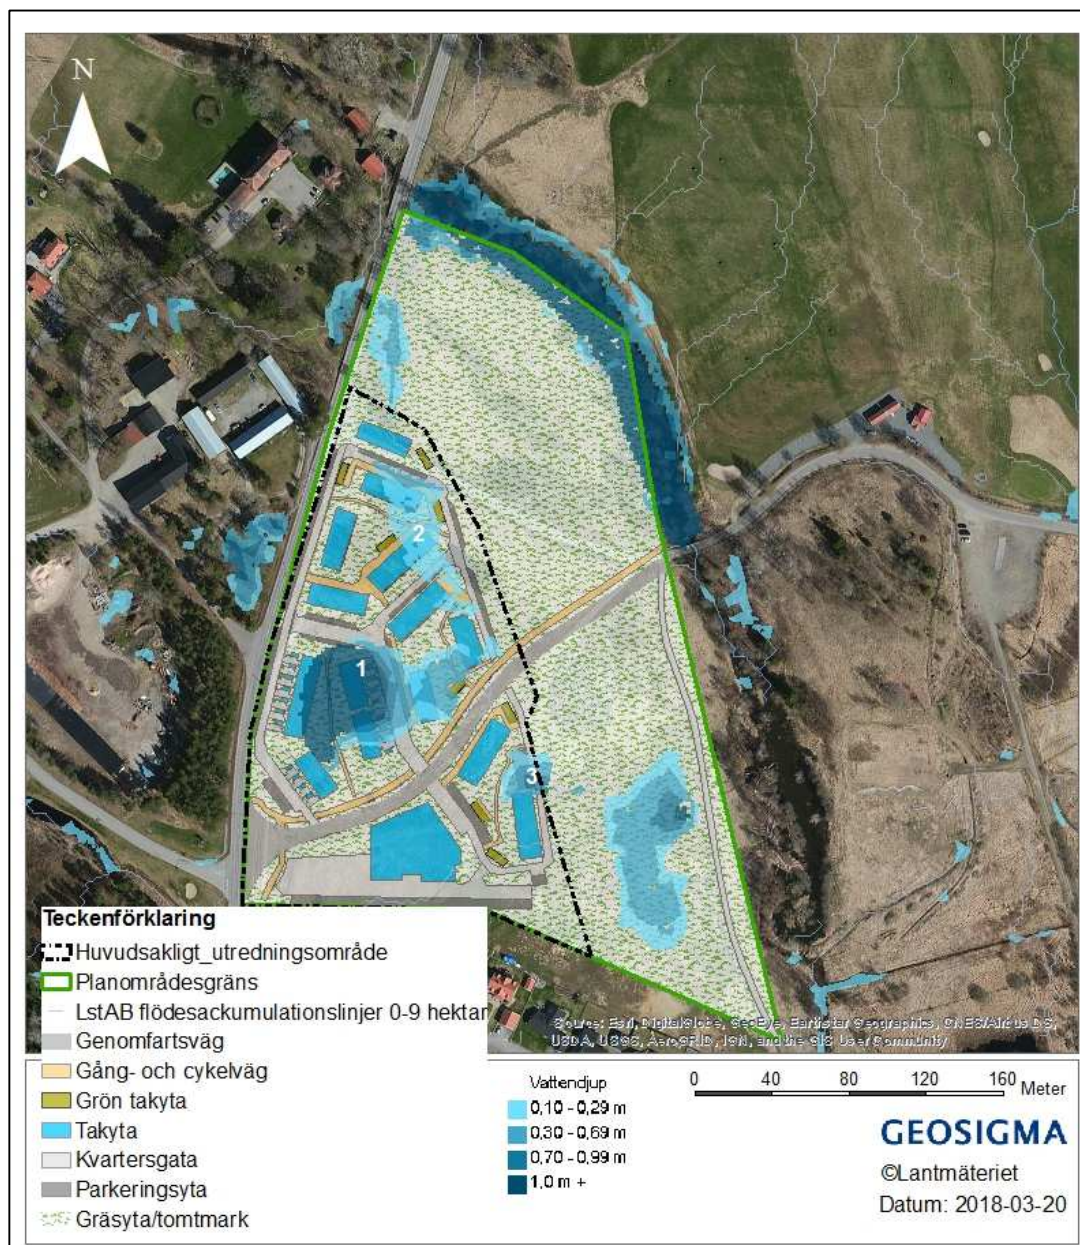 N
2
1
3
Teckenförklaring
Huvudsakligt_utredningsområde
Planområdesgräns
LstAB flödesackumulationslinjer 0-9 hektar
Genomfartsväg
Gång- och cykelväg
Grön takyta
Takyta
Kvartersgata
Parkeringsyta
Gräsyta/tomtmark
Source: Esri, DigitalGlobe, GeoEye, Earthstar Geographics, CNES/Airbus DS,
USDA, USGS, AeroGRID, IGN, and the GIS User Community
Vattendjup
0,10 - 0,29 m
0,30 - 0,69 m
0,70 - 0,99 m
1,0 m +
0 40 80 120 160 Meter
GEOSIGMA
©Lantmäteriet
Datum: 2018-03-20